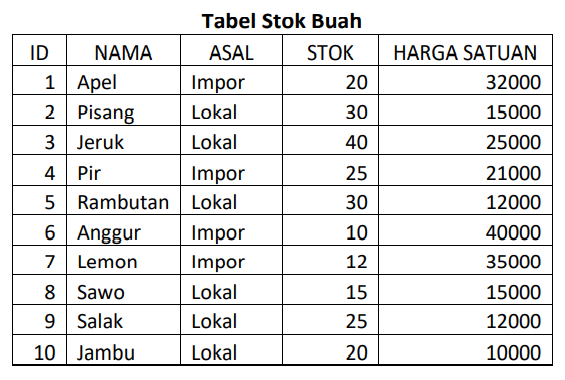 Tabel Stok Buah
ID NAMA ASAL STOK HARGA SATUAN
1 Apel Impor 20 32000
2 Pisang Lokal 30 15000
3 Jeruk Lokal 40 25000
4 Pir Impor 25 21000
5 Rambutan Lokal 30 12000
6 Anggur Impor 10 40000
7 Lemon Impor 12 35000
8 Sawo Lokal 15 15000
9 Salak Lokal 25 12000
10 Jambu Lokal 20 10000